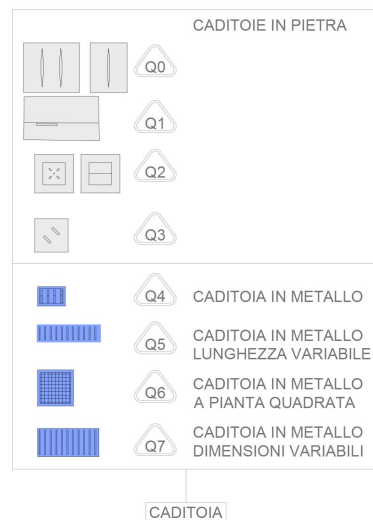 CADITOIE IN PIETRA
Q0
Q1
Q2
Q3
Q4
CADITOIA IN METALLO
Q5
CADITOIA IN METALLO
LUNGHEZZA VARIABILE
Q6
CADITOIA IN METALLO
A PIANTA QUADRATA
Q7
CADITOIA IN METALLO
DIMENSIONI VARIABILI
CADITOIA